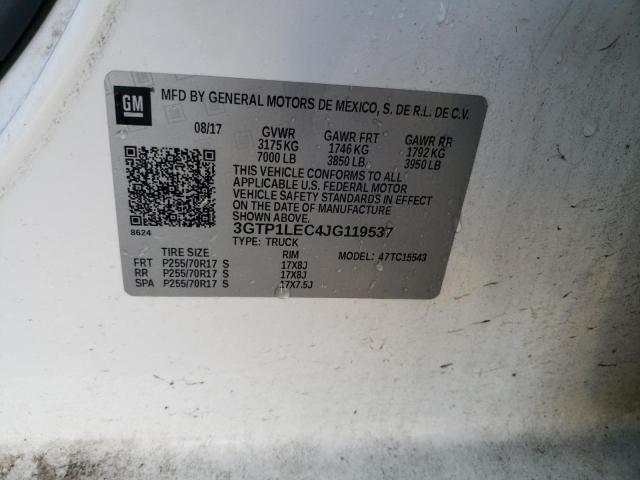 GM
MFD BY GENERAL MOTORS DE MEXICO, S. DE R.L. DE C.V.
08/17 GVWR GAWR FRT GAWR RR
3175 KG 1746 KG 1792 KG
7000 LB 3850 LB 3950 LB
THIS VEHICLE CONFORMS TO ALL
APPLICABLE U.S. FEDERAL MOTOR
VEHICLE SAFETY STANDARDS IN EFFECT
ON THE DATE OF MANUFACTURE
SHOWN ABOVE.
8624 3GTP1LEC4JG119537
TYPE: TRUCK
TIRE SIZE RIM MODEL: 47TC15543
FRT P255/70R17 S 17X8J
RR P255/70R17 S 17X8J
SPA P255/70R17 S 17X7.5J